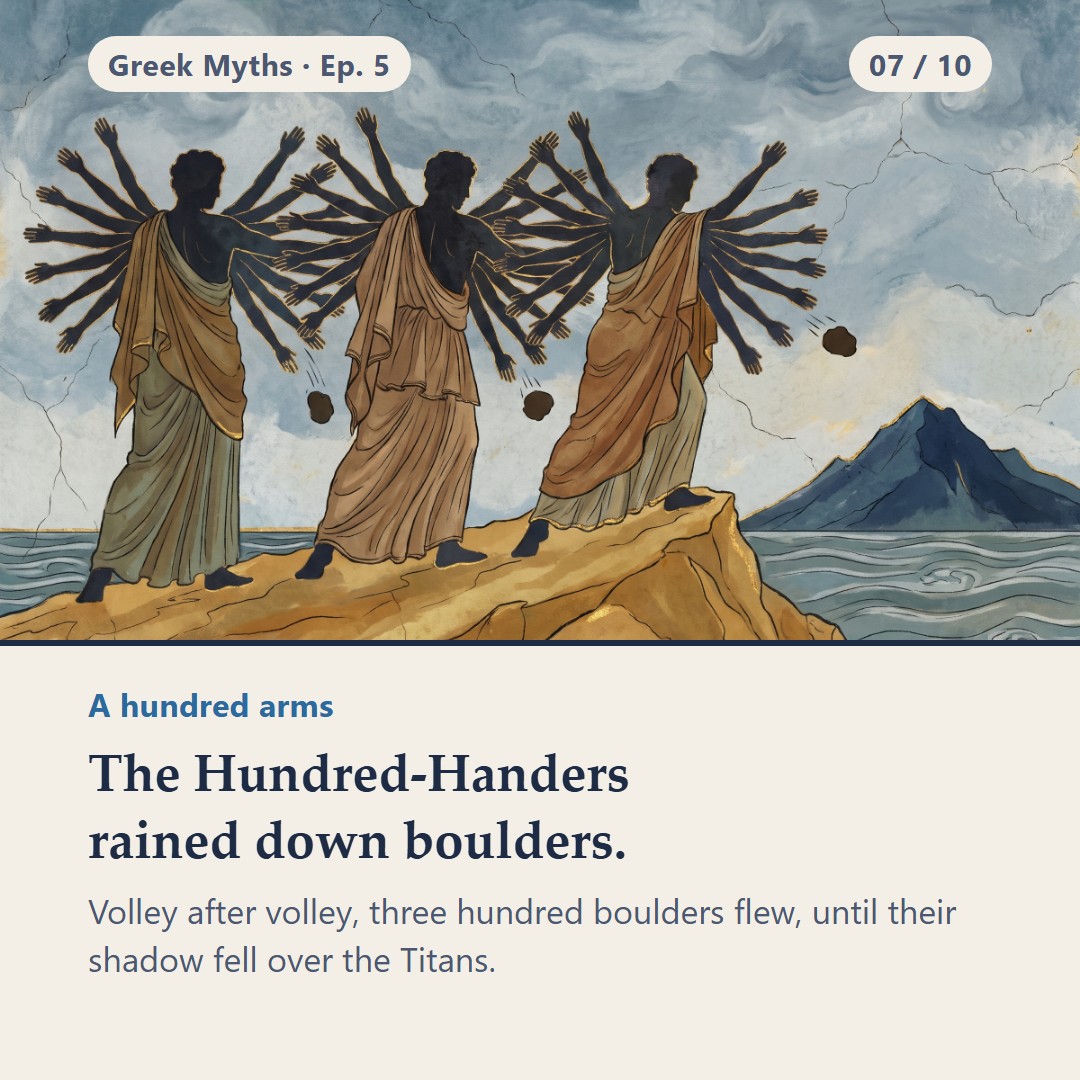 Greek Myths · Ep. 5
07 / 10
A hundred arms
The Hundred-Handers
rained down boulders.
Volley after volley, three hundred boulders flew, until their
shadow fell over the Titans.